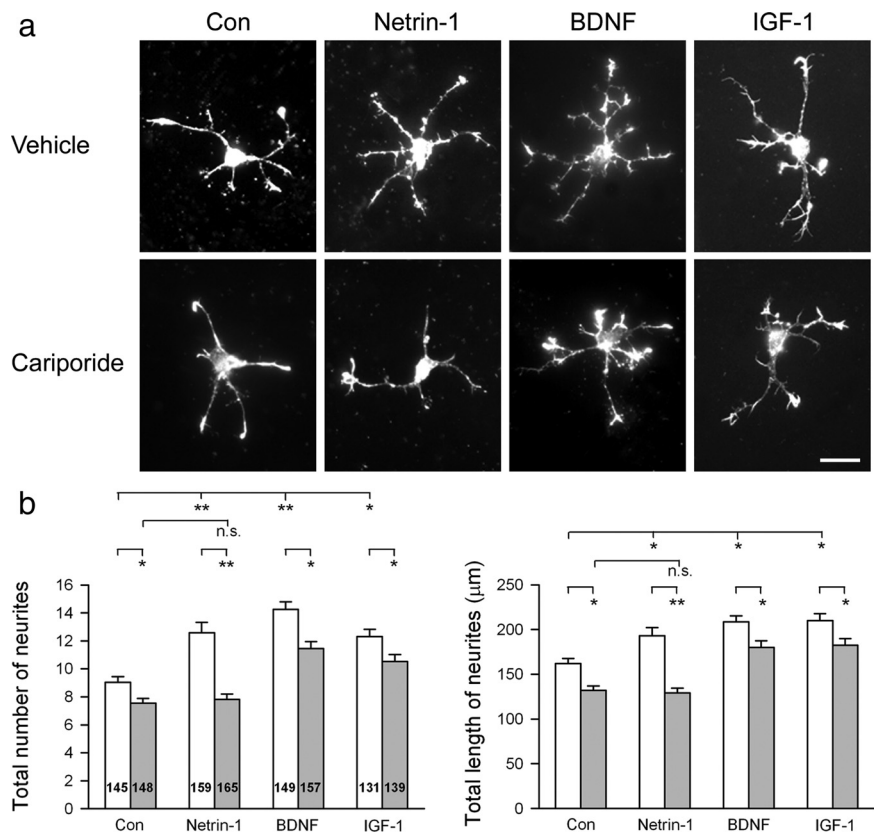 a
Con Netrin-1 BDNF IGF-1
Vehicle
Cariporide
b
** ** *
n.s.
* ** * *
Total number of neurites
16
14
12
10
8
6
4
2
0
145 148 159 165 149 157 131 139
Con Netrin-1 BDNF IGF-1
* * *
n.s.
* ** * *
Total length of neurites (μm)
250
200
150
100
50
0
Con Netrin-1 BDNF IGF-1